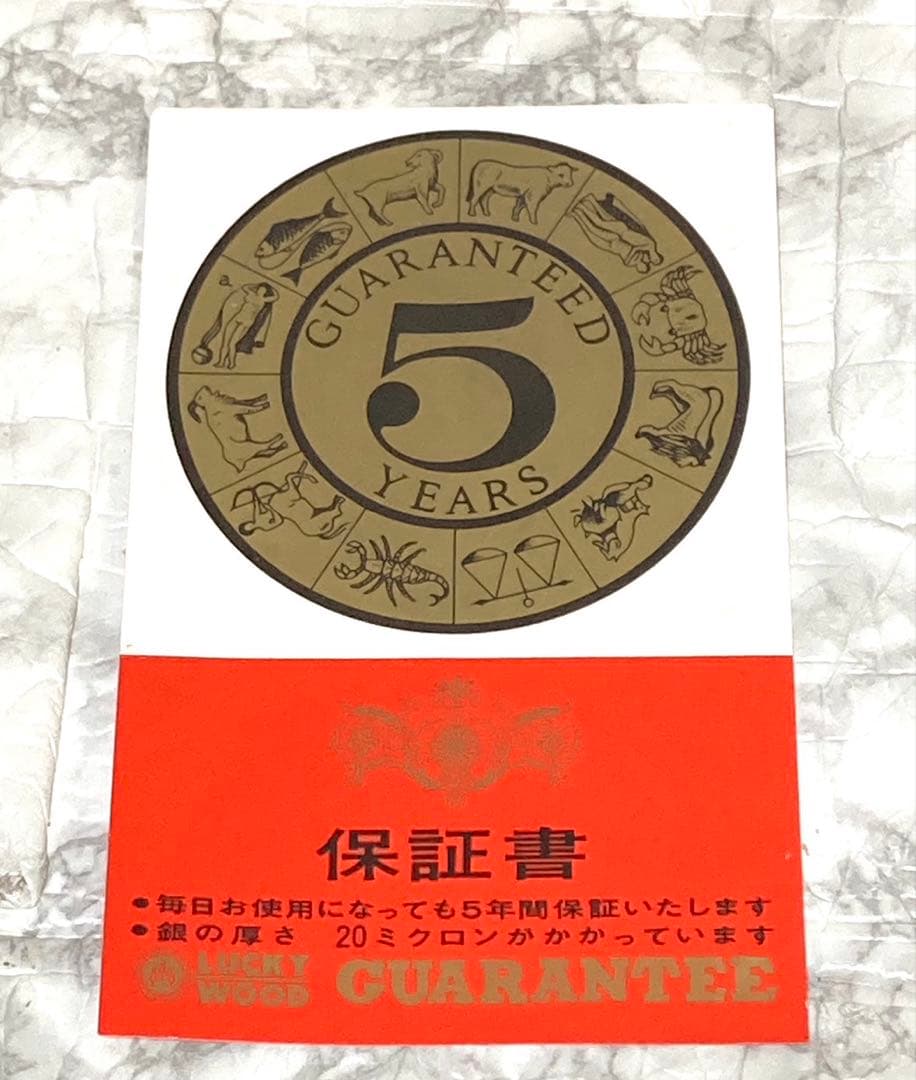 GUARANTEED
5
YEARS
保証書
●毎日お使用になっても5年間保証いたします
●銀の厚さ 20ミクロンがかかっています
LUCKY
WOOD
GUARANTEE